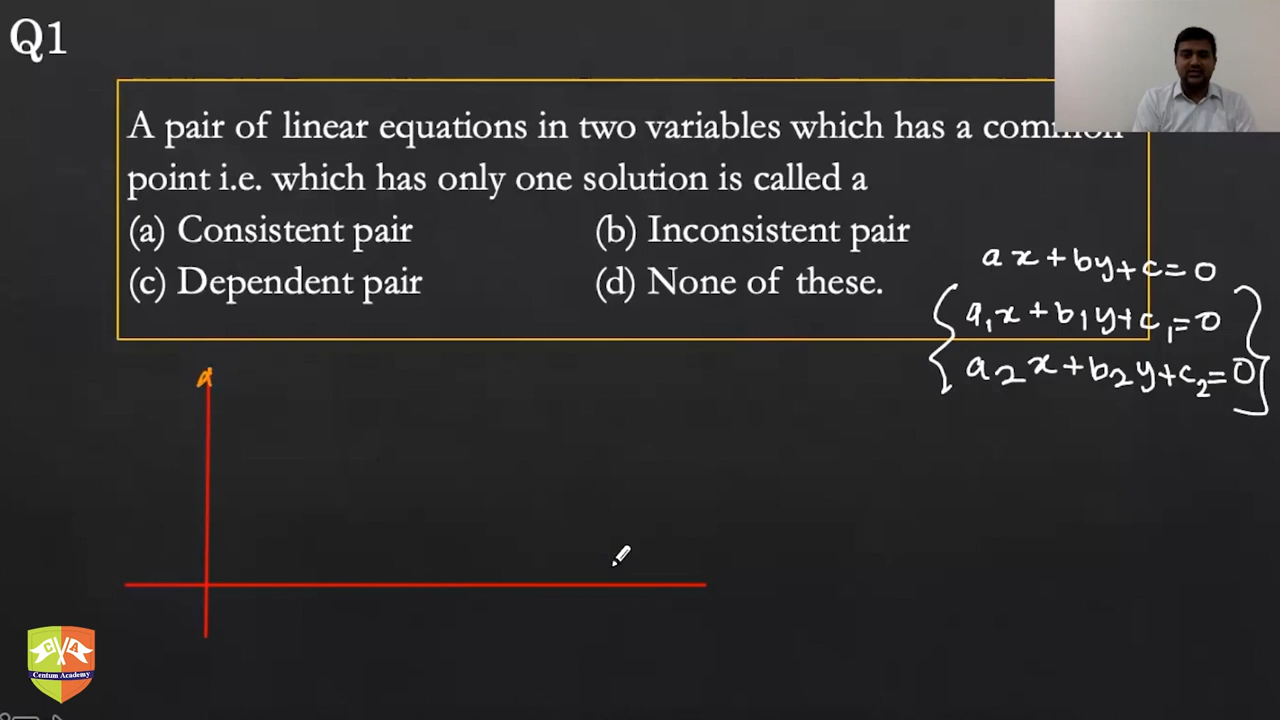 Q1
A pair of linear equations in two variables which has a common
point i.e. which has only one solution is called a
(a) Consistent pair (b) Inconsistent pair
(c) Dependent pair (d) None of these.
ax+by+c=0
a₁x+b₁y+c₁=0
a₂x+b₂y+c₂=0
C A
Centum Academy